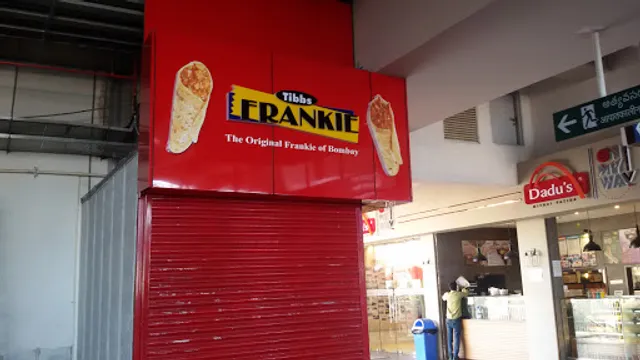 Tibbs
FRANKIE
The Original Frankie of Bombay
Dadu's